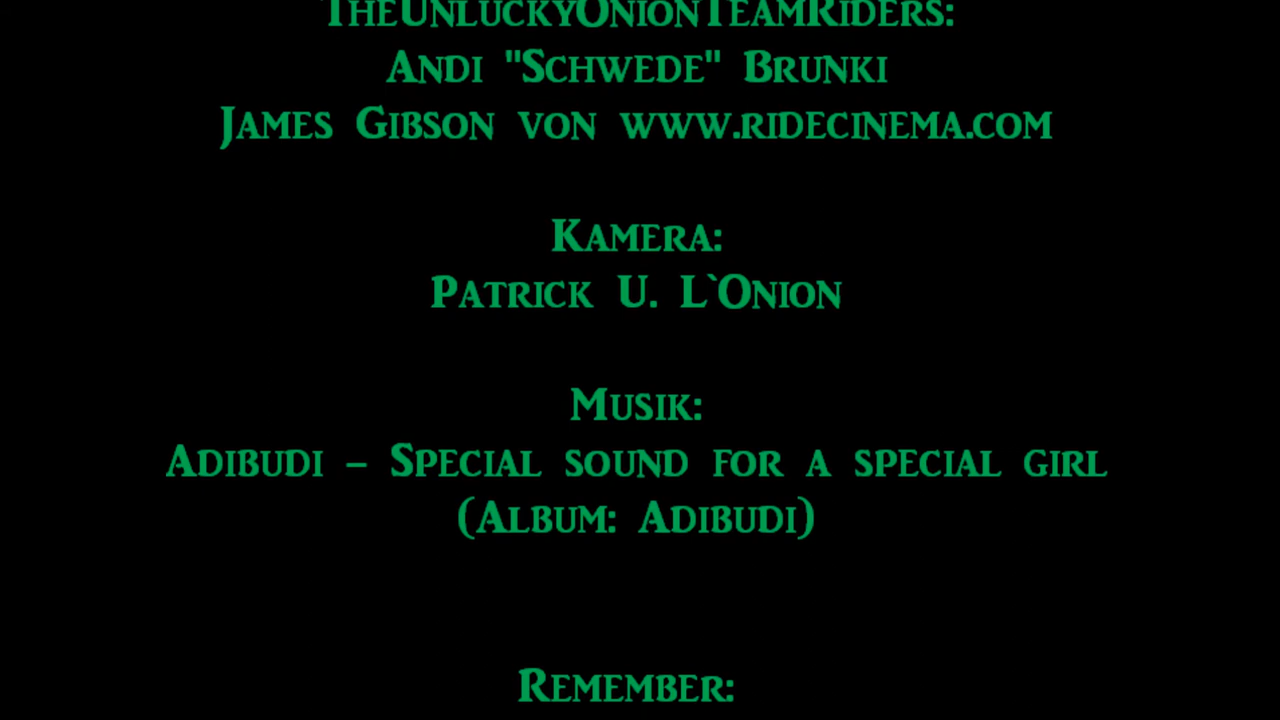 TheUnluckyOnionTeamRiders:
Andi "Schwede" Brunki
James Gibson von www.ridecinema.com
Kamera:
Patrick U. L`Onion
Musik:
Adibudi – Special sound for a special girl
(Album: Adibudi)
Remember: